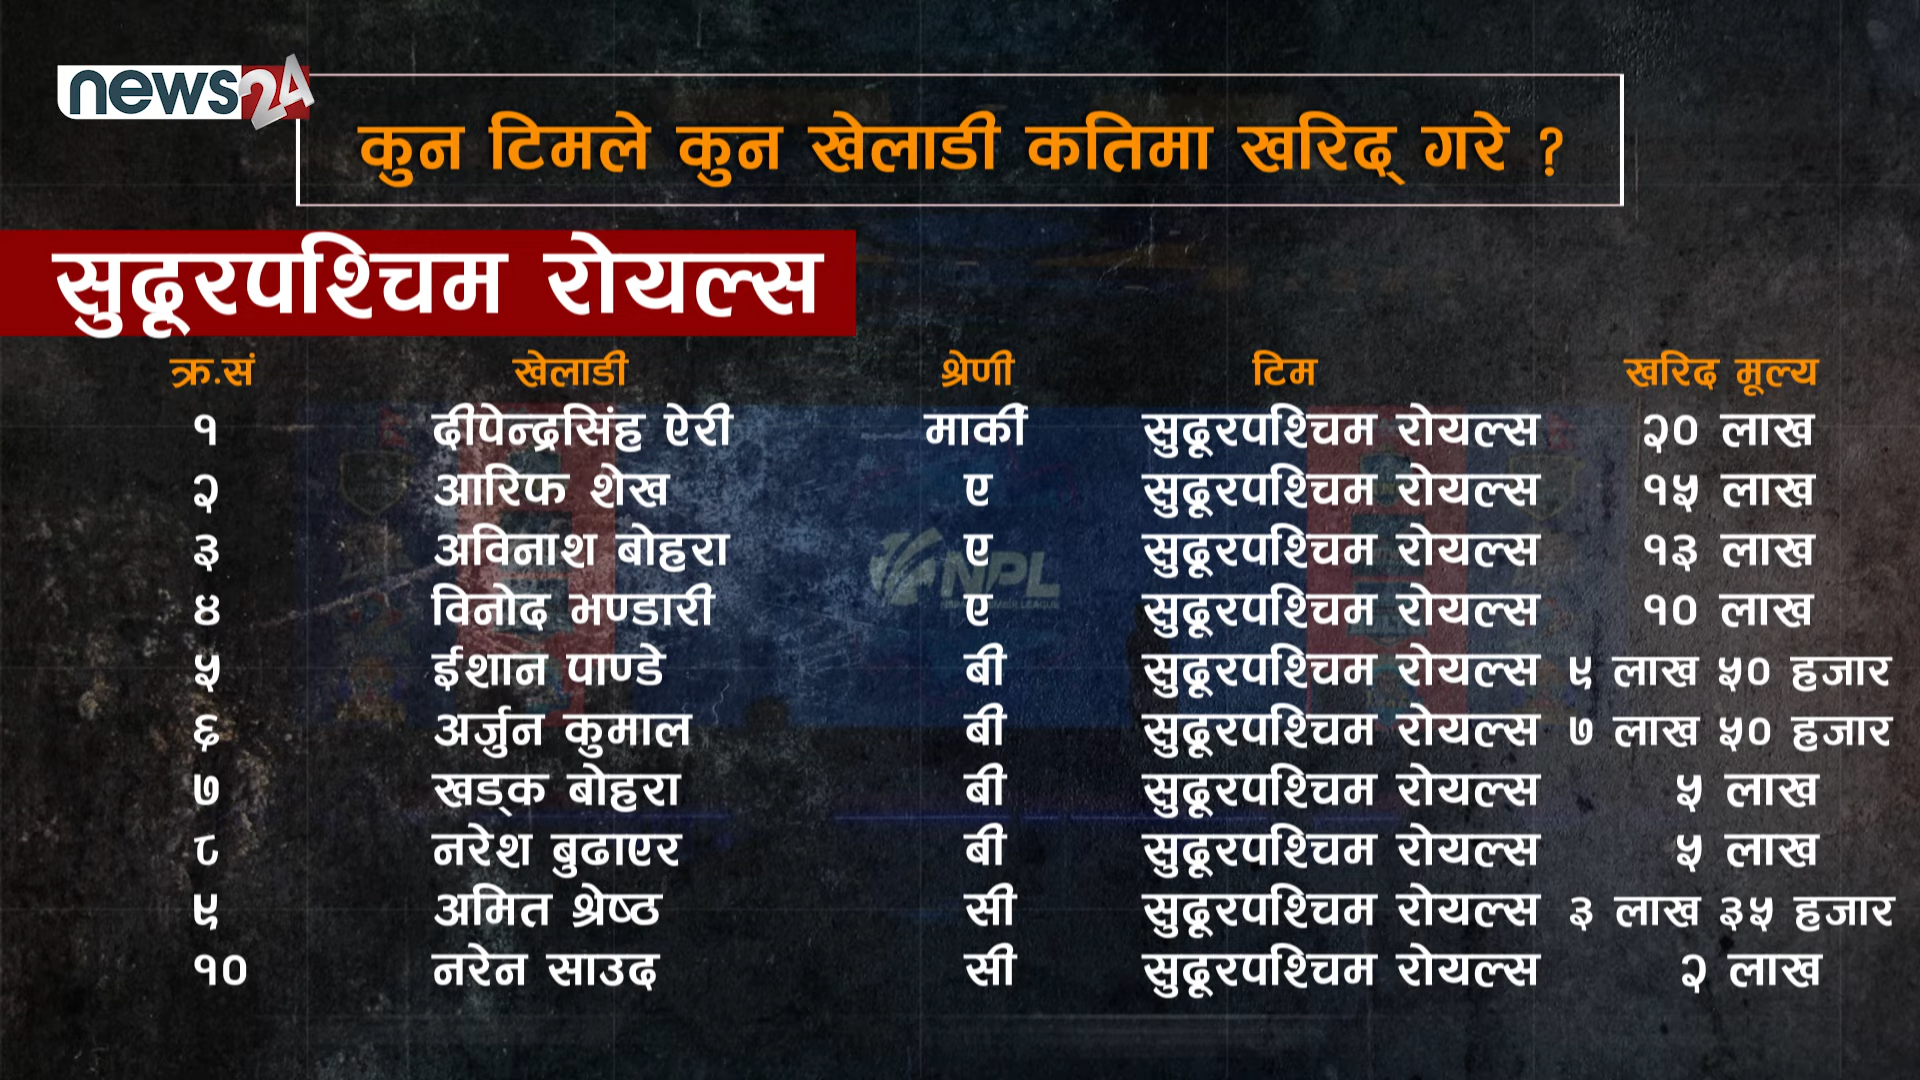 news24
कुन टिमले कुन खेलाडी कतिमा खरिद् गरे ?
सुदूरपश्चिम रोयल्स
क्र.सं खेलाडी श्रेणी टिम खरिद मूल्य
१ दीपेन्द्रसिंह ऐरी मार्की सुदूरपश्चिम रोयल्स २० लाख
२ आरिफ शेख ए सुदूरपश्चिम रोयल्स १५ लाख
३ अविनाश बोहरा ए सुदूरपश्चिम रोयल्स १३ लाख
४ विनोद भण्डारी ए सुदूरपश्चिम रोयल्स १० लाख
५ ईशान पाण्डे बी सुदूरपश्चिम रोयल्स ९ लाख ५० हजार
६ अर्जुन कुमाल बी सुदूरपश्चिम रोयल्स ७ लाख ५० हजार
७ खड्क बोहरा बी सुदूरपश्चिम रोयल्स ५ लाख
८ नरेश बुढाएर बी सुदूरपश्चिम रोयल्स ५ लाख
९ अमित श्रेष्ठ सी सुदूरपश्चिम रोयल्स ३ लाख ३५ हजार
१० नरेन साउद सी सुदूरपश्चिम रोयल्स २ लाख
NPL